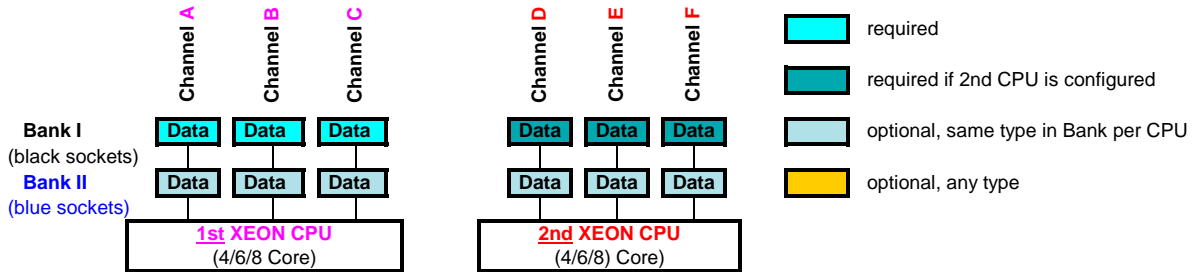 Channel A
Channel B
Channel C
Channel D
Channel E
Channel F
required
required if 2nd CPU is configured
optional, same type in Bank per CPU
optional, any type
Bank I
(black sockets)
Data Data Data Data Data Data
Bank II
(blue sockets)
Data Data Data Data Data Data
1st XEON CPU
(4/6/8 Core)
2nd XEON CPU
(4/6/8) Core)